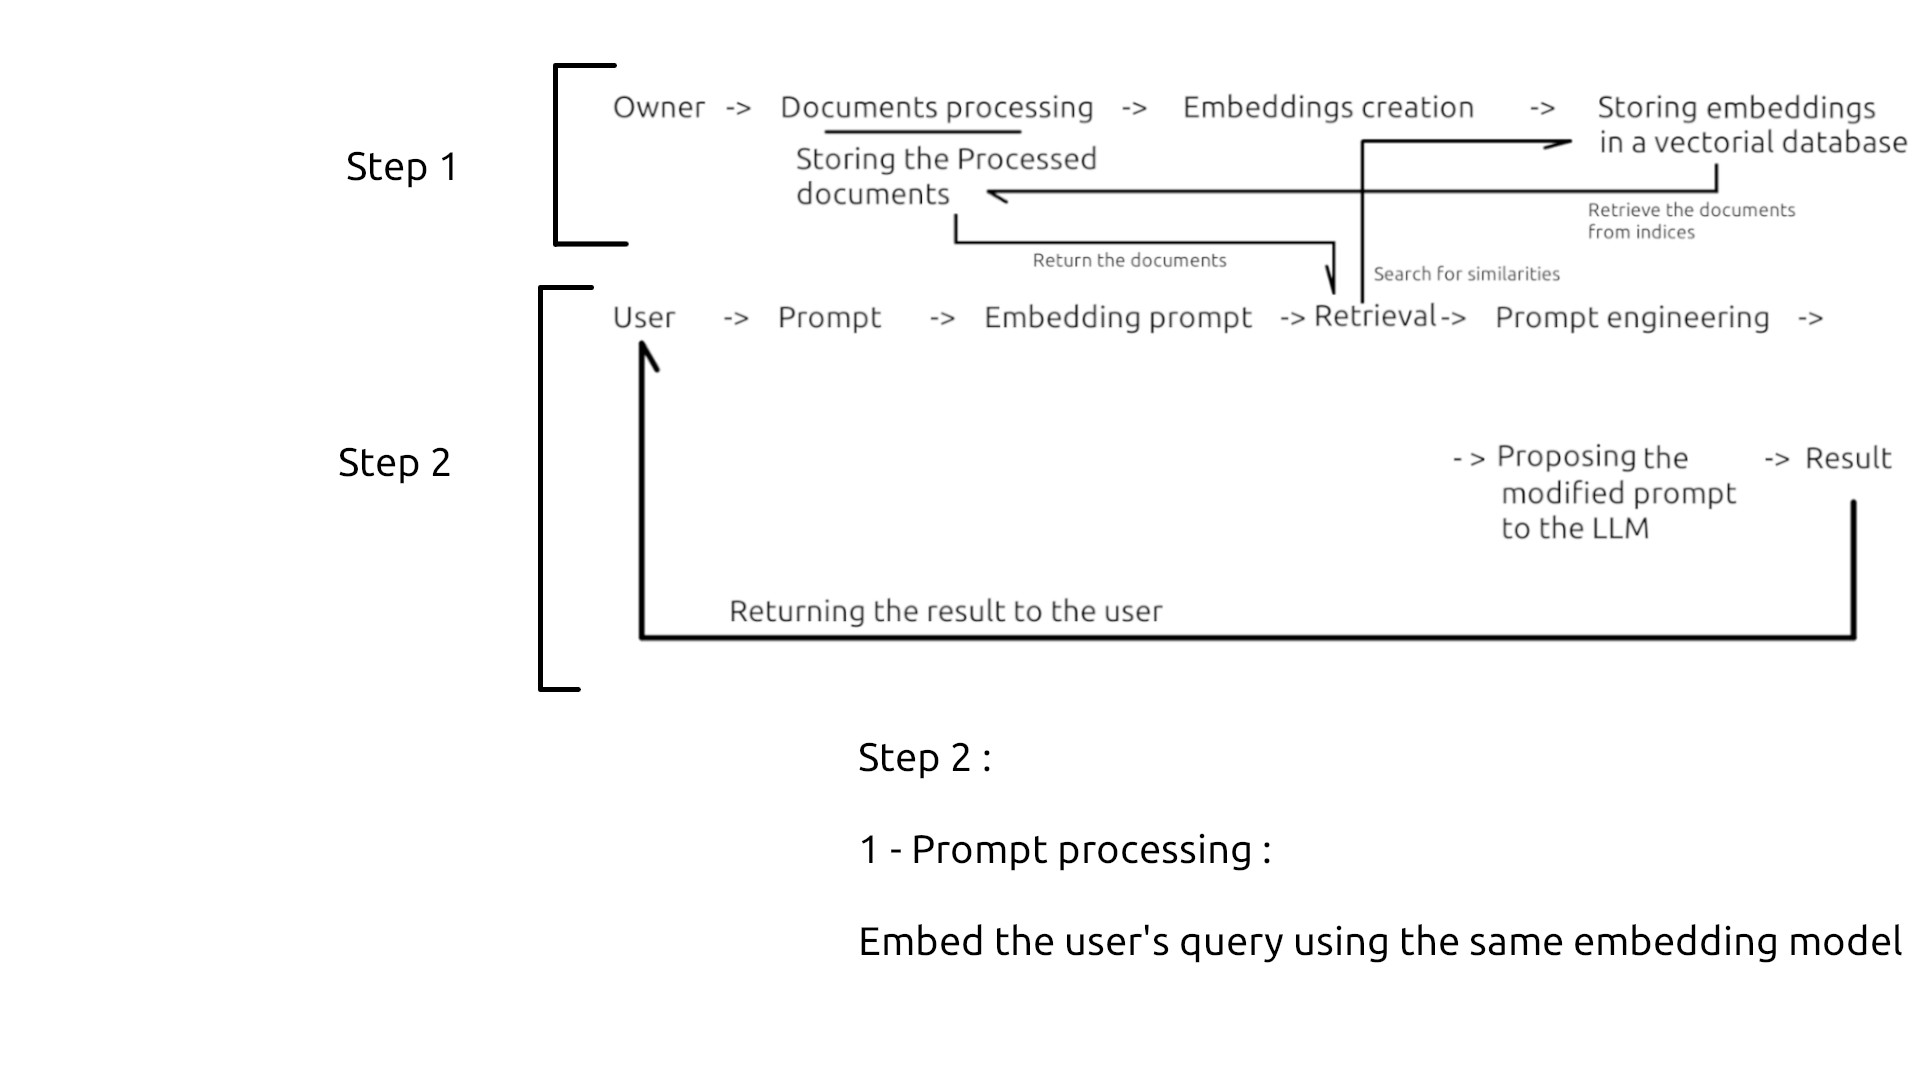 Step 1
Owner -> Documents processing -> Embeddings creation -> Storing embeddings
in a vectorial database
Storing the Processed
documents
Retrieve the documents
from indices
Return the documents
Search for similarities
Step 2
User -> Prompt -> Embedding prompt -> Retrieval -> Prompt engineering ->
- > Proposing the -> Result
modified prompt
to the LLM
Returning the result to the user
Step 2 :
1 - Prompt processing :
Embed the user's query using the same embedding model